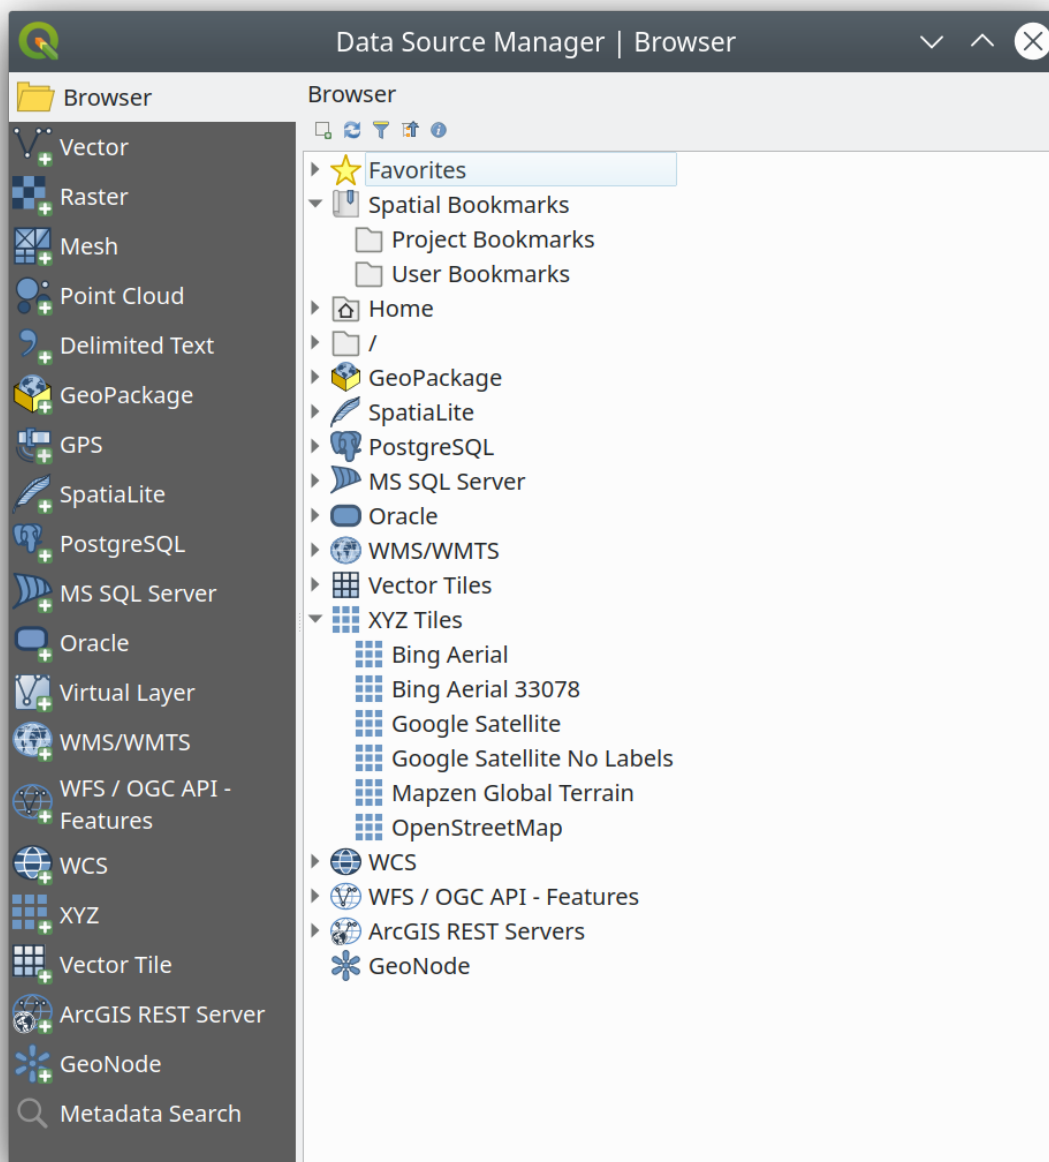 Data Source Manager | Browser
Browser
Vector
Raster
Mesh
Point Cloud
Delimited Text
GeoPackage
GPS
SpatiaLite
PostgreSQL
MS SQL Server
Oracle
Virtual Layer
WMS/WMTS
WFS / OGC API -
Features
WCS
XYZ
Vector Tile
ArcGIS REST Server
GeoNode
Metadata Search
Browser
Favorites
Spatial Bookmarks
Project Bookmarks
User Bookmarks
Home
/
GeoPackage
SpatiaLite
PostgreSQL
MS SQL Server
Oracle
WMS/WMTS
Vector Tiles
XYZ Tiles
Bing Aerial
Bing Aerial 33078
Google Satellite
Google Satellite No Labels
Mapzen Global Terrain
OpenStreetMap
WCS
WFS / OGC API - Features
ArcGIS REST Servers
GeoNode